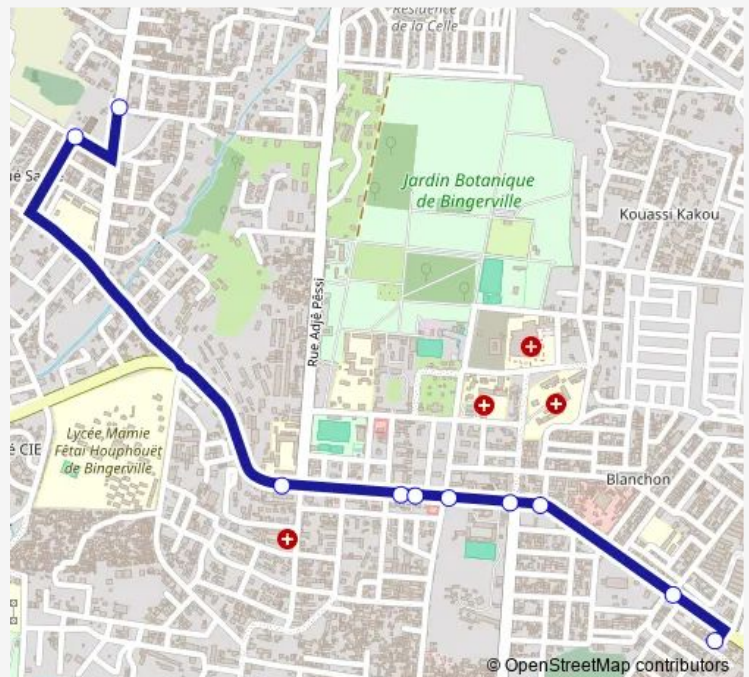 Résidence
de la Celle
Jardin Botanique
de Bingerville
Kouassi Kakou
Rue Adjé Pêssi
Lycée Mamie
Fêtai Houphouët
de Bingerville
é CIE
Blanchon
© OpenStreetMap contributors